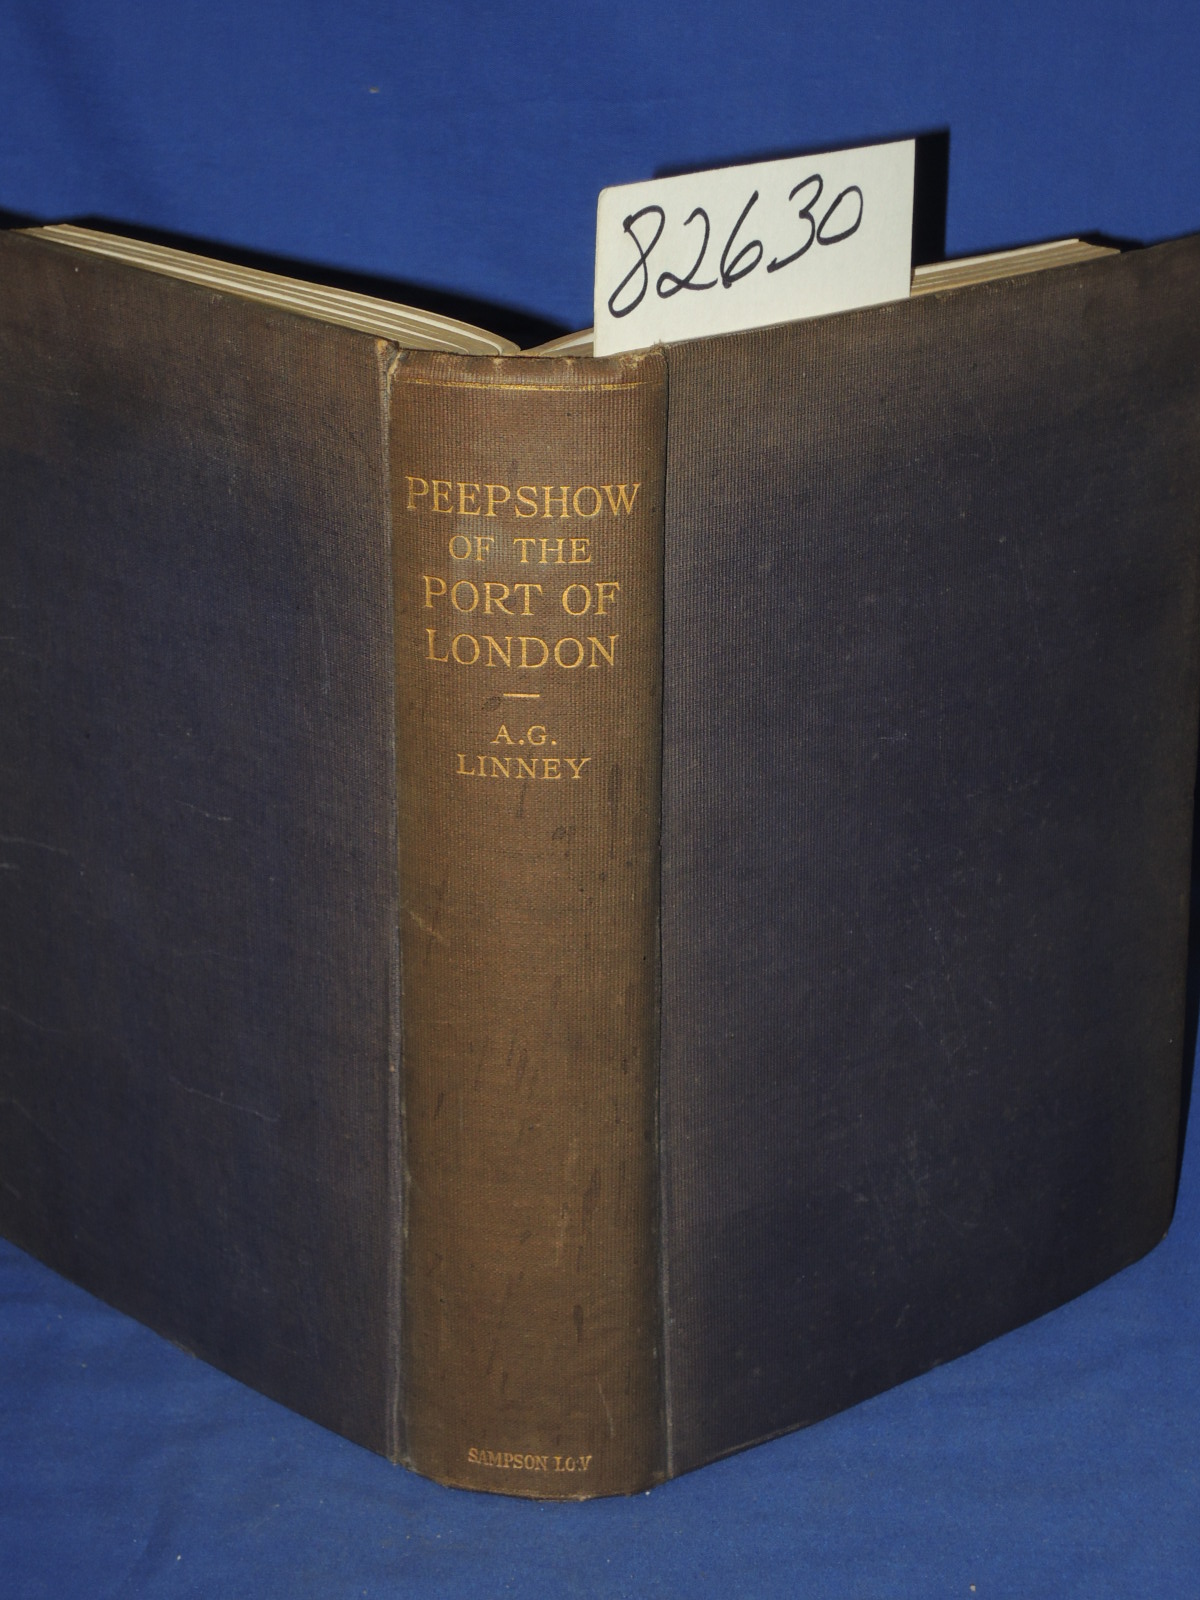 82630
PEEPSHOW
OF THE
PORT OF
LONDON
A.G.
LINNEY
SAMPSON LOW